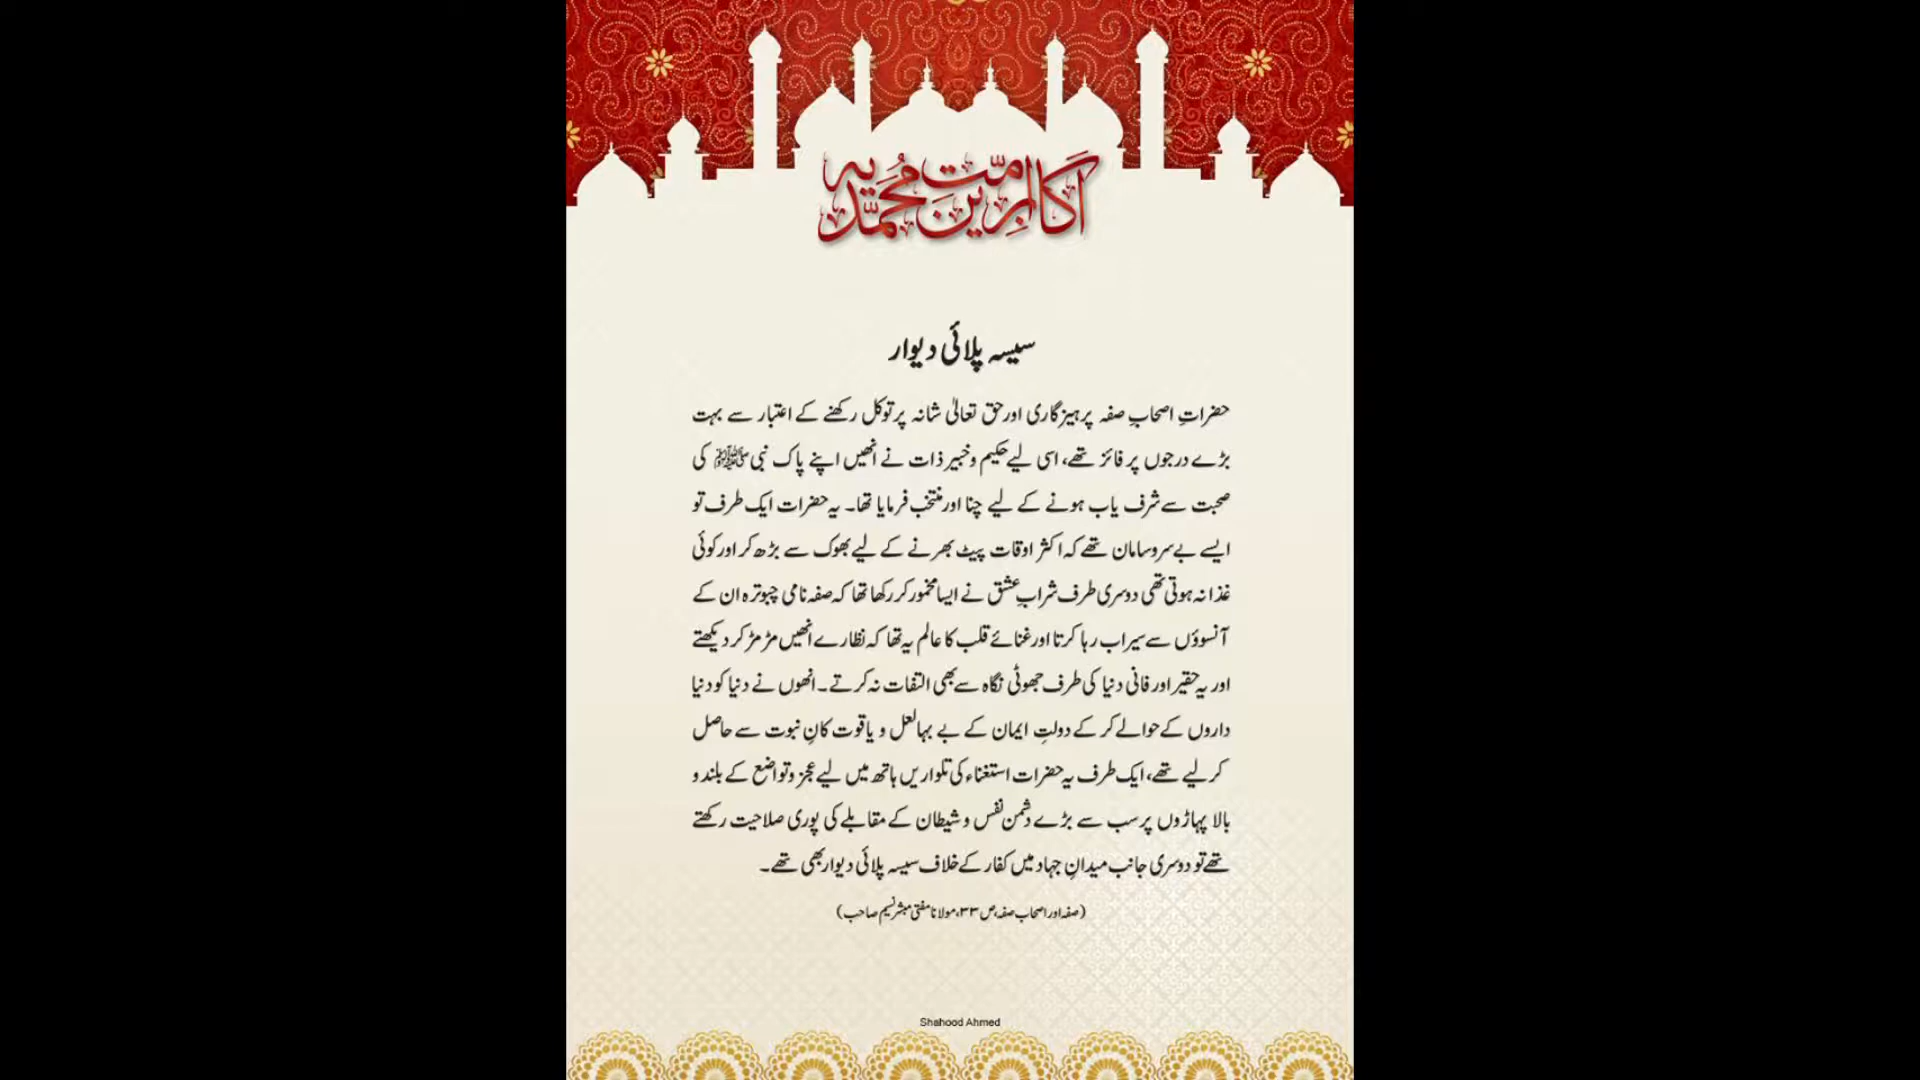 اکابرینِ امّتِ محمّدیہ
سیسہ پلائی دیوار
حضراتِ اصحابِ صفہ پرہیزگاری اور حق تعالیٰ شانہ پر توکل رکھنے کے اعتبار سے بہت
بڑے درجوں پر فائز تھے، اسی لیے حکیم و خبیر ذات نے انھیں اپنے پاک نبی ﷺ کی
صحبت سے شرف یاب ہونے کے لیے چنا اور منتخب فرمایا تھا۔ یہ حضرات ایک طرف تو
ایسے بے سروسامان تھے کہ اکثر اوقات پیٹ بھرنے کے لیے بھوک سے بڑھ کر اور کوئی
غذا نہ ہوتی تھی دوسری طرف شرابِ عشق نے ایسا مخمور کر رکھا تھا کہ صفہ نامی چبوترہ ان کے
آنسوؤں سے سیراب رہا کرتا اور غنائے قلب کا عالم یہ تھا کہ نظارے انھیں مڑ مڑ کر دیکھتے
اور یہ حقیر اور فانی دنیا کی طرف جھوٹی نگاہ سے بھی التفات نہ کرتے۔ انھوں نے دنیا کو دنیا
داروں کے حوالے کر کے دولتِ ایمان کے بے بہا لعل و یاقوت کانِ نبوت سے حاصل
کر لیے تھے، ایک طرف یہ حضرات استغناء کی تلواریں ہاتھ میں لیے عجز و تواضع کے بلند و
بالا پہاڑوں پر سب سے بڑے دشمن نفس و شیطان کے مقابلے کی پوری صلاحیت رکھتے
تھے تو دوسری جانب میدانِ جہاد میں کفار کے خلاف سیسہ پلائی دیوار بھی تھے۔
(صفہ اور اصحاب صفہ، ص ۳۳، مولانا مفتی مبشر نسیم صاحب)
Shahood Ahmed